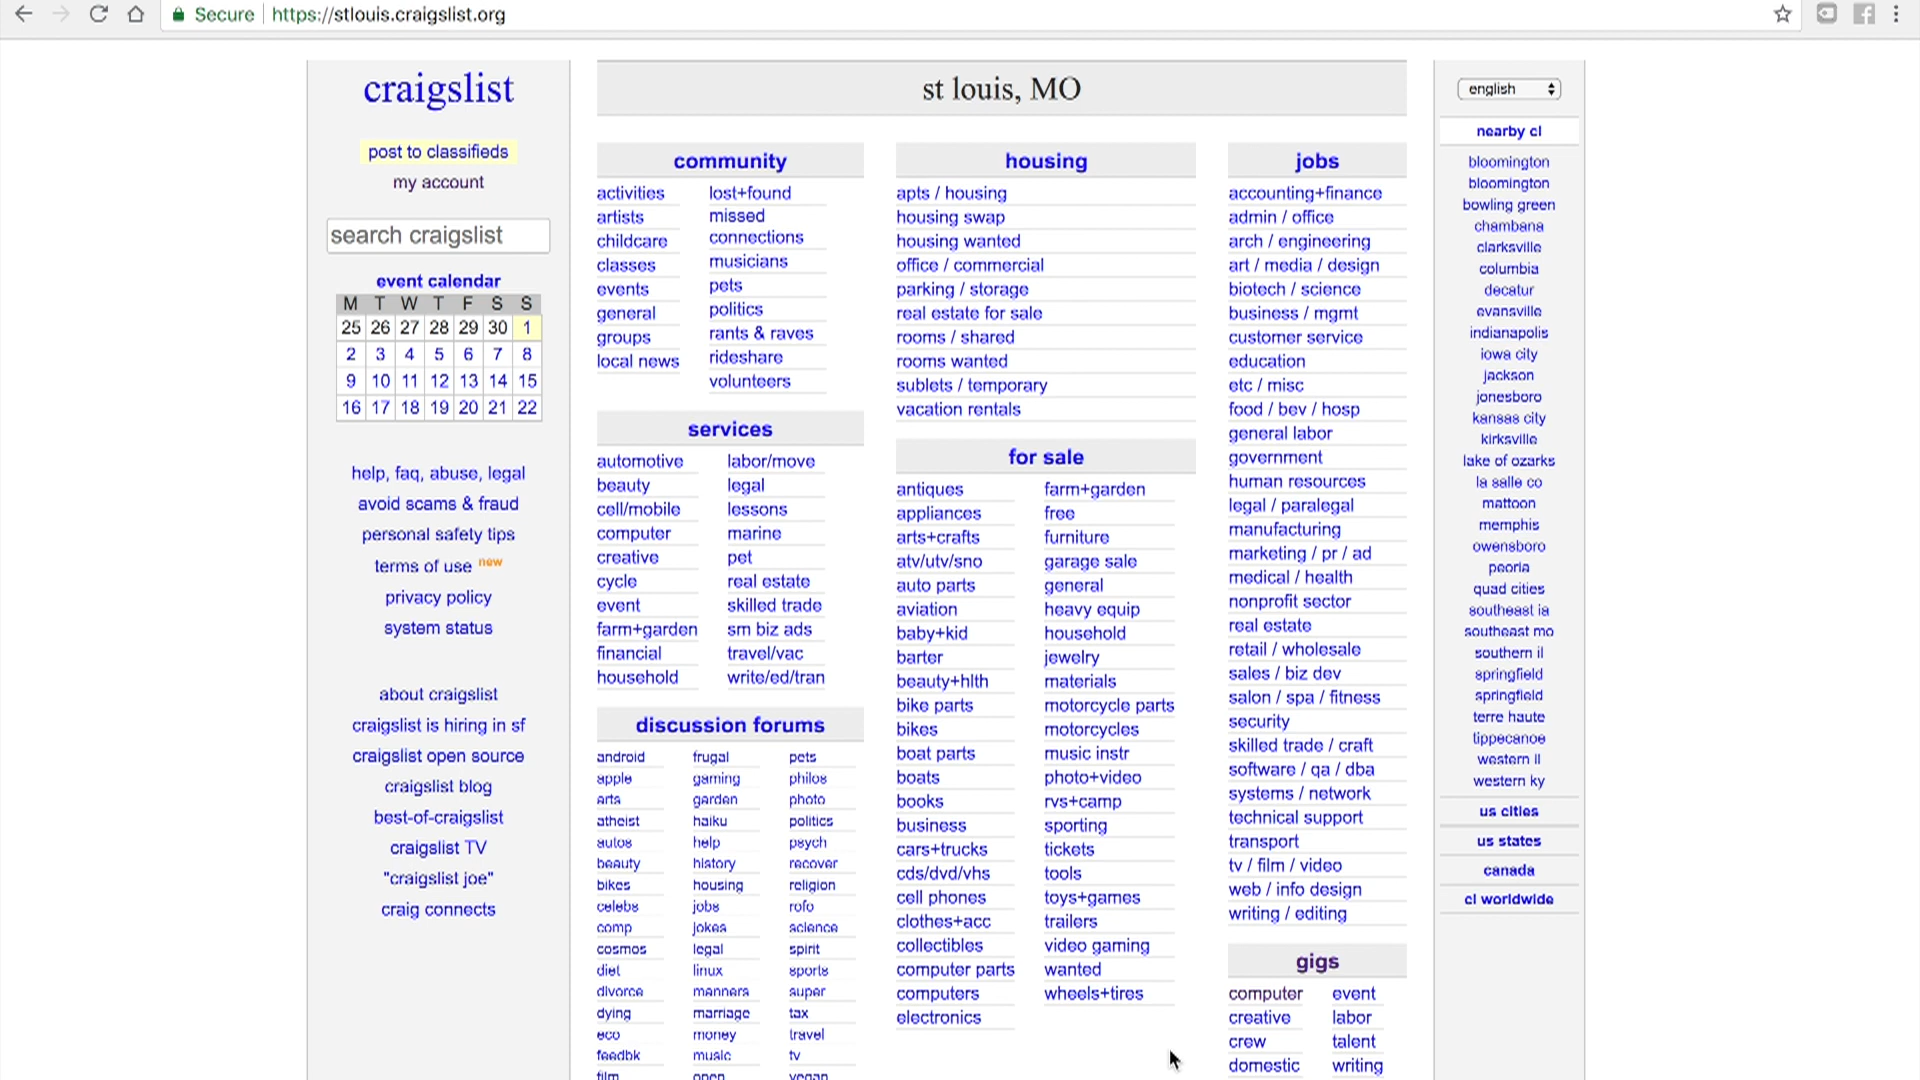 Secure | https://stlouis.craigslist.org
craigslist
post to classifieds
my account
search craigslist
event calendar
M T W T F S S
25 26 27 28 29 30 1
2 3 4 5 6 7 8
9 10 11 12 13 14 15
16 17 18 19 20 21 22
help, faq, abuse, legal
avoid scams & fraud
personal safety tips
terms of use new
privacy policy
system status
about craigslist
craigslist is hiring in sf
craigslist open source
craigslist blog
best-of-craigslist
craigslist TV
"craigslist joe"
craig connects
st louis, MO
community
activities
artists
childcare
classes
events
general
groups
local news
lost+found
missed
connections
musicians
pets
politics
rants & raves
rideshare
volunteers
services
automotive
beauty
cell/mobile
computer
creative
cycle
event
farm+garden
financial
household
labor/move
legal
lessons
marine
pet
real estate
skilled trade
sm biz ads
travel/vac
write/ed/tran
discussion forums
android
apple
arts
atheist
autos
beauty
bikes
celebs
comp
cosmos
diet
divorce
dying
eco
feedbk
film
frugal
gaming
garden
haiku
help
history
housing
jobs
jokes
legal
linux
manners
marriage
money
music
open
pets
philos
photo
politics
psych
recover
religion
rofo
science
spirit
sports
super
tax
travel
tv
vegan
housing
apts / housing
housing swap
housing wanted
office / commercial
parking / storage
real estate for sale
rooms / shared
rooms wanted
sublets / temporary
vacation rentals
for sale
antiques
appliances
arts+crafts
atv/utv/sno
auto parts
aviation
baby+kid
barter
beauty+hlth
bike parts
bikes
boat parts
boats
books
business
cars+trucks
cds/dvd/vhs
cell phones
clothes+acc
collectibles
computer parts
computers
electronics
farm+garden
free
furniture
garage sale
general
heavy equip
household
jewelry
materials
motorcycle parts
motorcycles
music instr
photo+video
rvs+camp
sporting
tickets
tools
toys+games
trailers
video gaming
wanted
wheels+tires
jobs
accounting+finance
admin / office
arch / engineering
art / media / design
biotech / science
business / mgmt
customer service
education
etc / misc
food / bev / hosp
general labor
government
human resources
legal / paralegal
manufacturing
marketing / pr / ad
medical / health
nonprofit sector
real estate
retail / wholesale
sales / biz dev
salon / spa / fitness
security
skilled trade / craft
software / qa / dba
systems / network
technical support
transport
tv / film / video
web / info design
writing / editing
gigs
computer
creative
crew
domestic
event
labor
talent
writing
english
nearby cl
bloomington
bloomington
bowling green
chambana
clarksville
columbia
decatur
evansville
indianapolis
iowa city
jackson
jonesboro
kansas city
kirksville
lake of ozarks
la salle co
mattoon
memphis
owensboro
peoria
quad cities
southeast ia
southeast mo
southern il
springfield
springfield
terre haute
tippecanoe
western il
western ky
us cities
us states
canada
cl worldwide